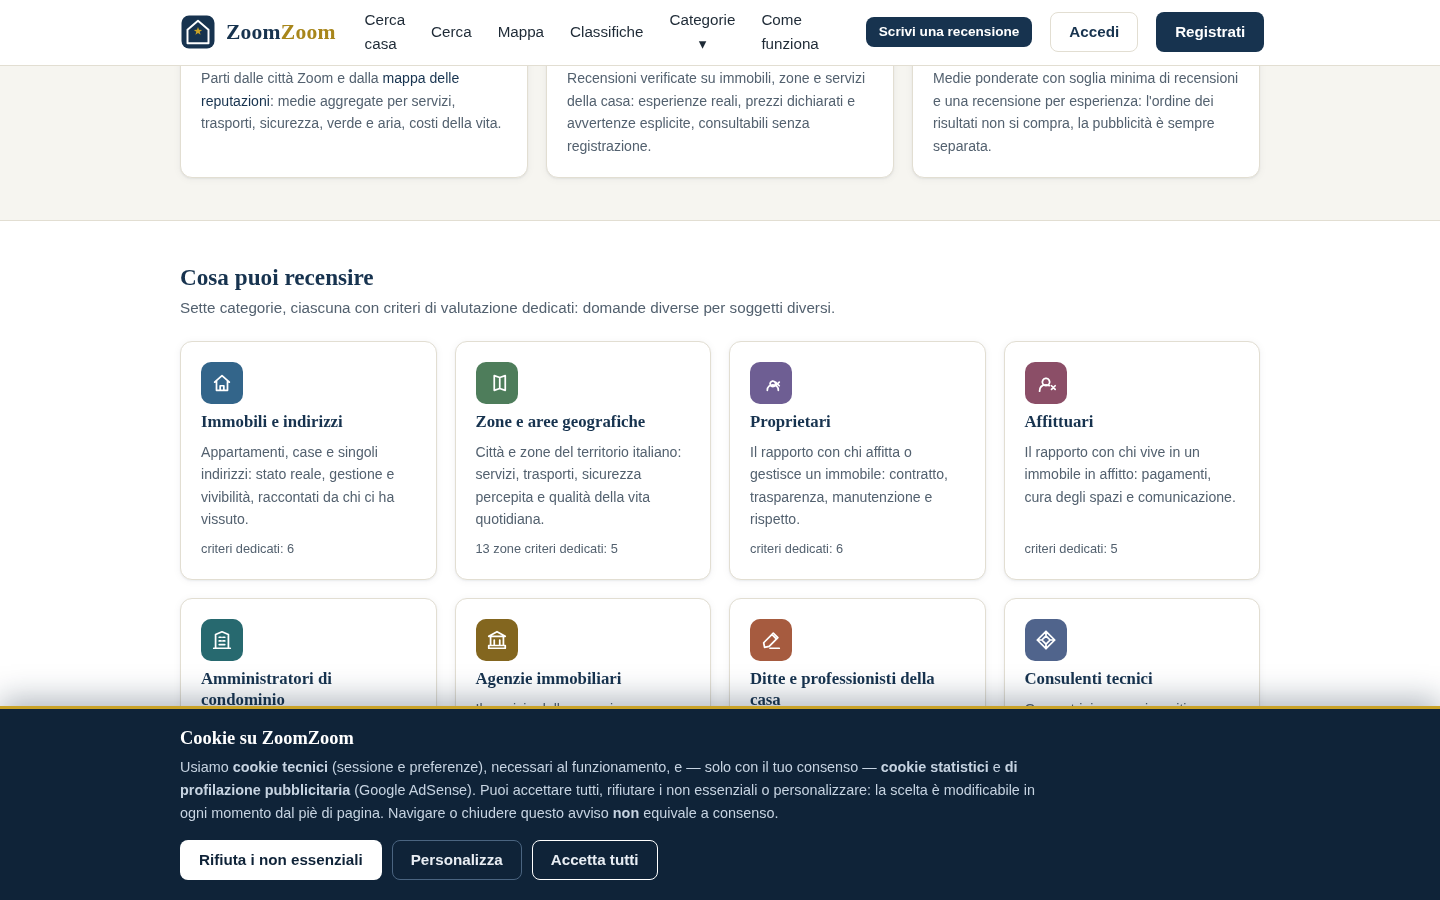 ZoomZoom
Cerca casa
Cerca
Mappa
Classifiche
Categorie ▾
Come funziona
Scrivi una recensione
Accedi
Registrati
Parti dalle città Zoom e dalla mappa delle
reputazioni: medie aggregate per servizi,
trasporti, sicurezza, verde e aria, costi della vita.
Recensioni verificate su immobili, zone e servizi
della casa: esperienze reali, prezzi dichiarati e
avvertenze esplicite, consultabili senza
registrazione.
Medie ponderate con soglia minima di recensioni
e una recensione per esperienza: l'ordine dei
risultati non si compra, la pubblicità è sempre
separata.
Cosa puoi recensire
Sette categorie, ciascuna con criteri di valutazione dedicati: domande diverse per soggetti diversi.
Immobili e indirizzi
Appartamenti, case e singoli
indirizzi: stato reale, gestione e
vivibilità, raccontati da chi ci ha
vissuto.
criteri dedicati: 6
Zone e aree geografiche
Città e zone del territorio italiano:
servizi, trasporti, sicurezza
percepita e qualità della vita
quotidiana.
13 zone criteri dedicati: 5
Proprietari
Il rapporto con chi affitta o
gestisce un immobile: contratto,
trasparenza, manutenzione e
rispetto.
criteri dedicati: 6
Affittuari
Il rapporto con chi vive in un
immobile in affitto: pagamenti,
cura degli spazi e comunicazione.
criteri dedicati: 5
Amministratori di
condominio
Agenzie immobiliari
Ditte e professionisti della
casa
Consulenti tecnici
Cookie su ZoomZoom
Usiamo cookie tecnici (sessione e preferenze), necessari al funzionamento, e — solo con il tuo consenso — cookie statistici e di
profilazione pubblicitaria (Google AdSense). Puoi accettare tutti, rifiutare i non essenziali o personalizzare: la scelta è modificabile in
ogni momento dal piè di pagina. Navigare o chiudere questo avviso non equivale a consenso.
Rifiuta i non essenziali
Personalizza
Accetta tutti